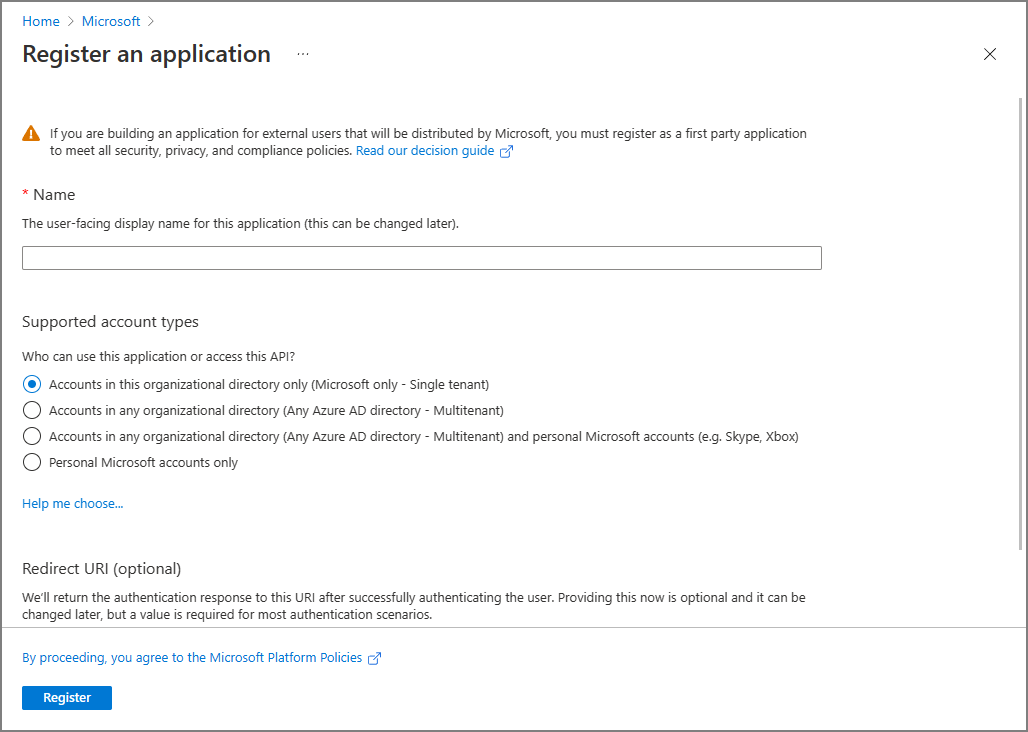 Home > Microsoft >
Register an application ...
If you are building an application for external users that will be distributed by Microsoft, you must register as a first party application
to meet all security, privacy, and compliance policies. Read our decision guide
* Name
The user-facing display name for this application (this can be changed later).
Supported account types
Who can use this application or access this API?
Accounts in this organizational directory only (Microsoft only - Single tenant)
Accounts in any organizational directory (Any Azure AD directory - Multitenant)
Accounts in any organizational directory (Any Azure AD directory - Multitenant) and personal Microsoft accounts (e.g. Skype, Xbox)
Personal Microsoft accounts only
Help me choose...
Redirect URI (optional)
We'll return the authentication response to this URI after successfully authenticating the user. Providing this now is optional and it can be
changed later, but a value is required for most authentication scenarios.
By proceeding, you agree to the Microsoft Platform Policies
Register